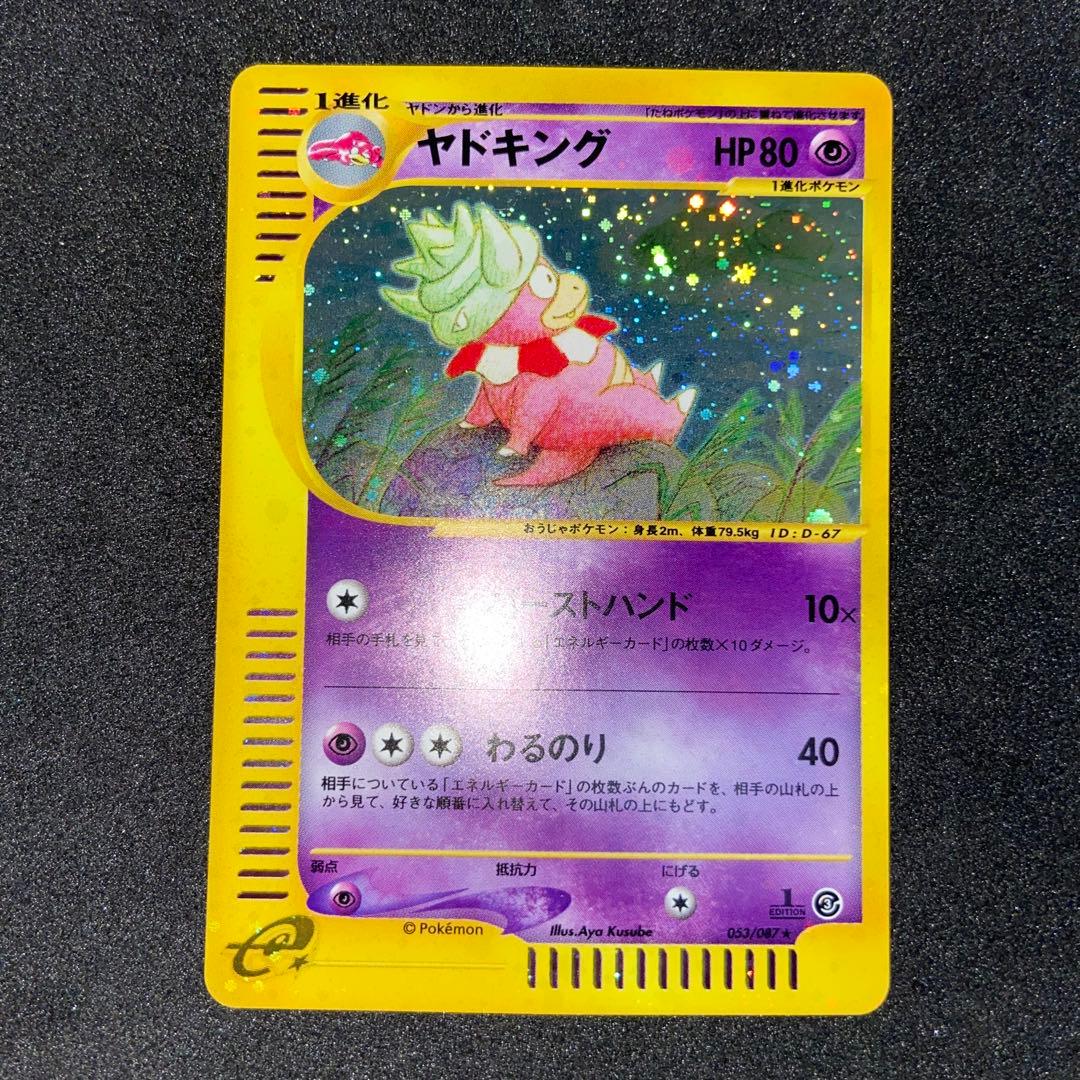 1進化 ヤドンから進化 「たねポケモン」の上に重ねて進化させます
ヤドキング HP80
1進化ポケモン
おうじゃポケモン：身長2m、体重79.5kg ID：D-67
ーストハンド 10×
相手の手札を見て 「エネルギーカード」の枚数×10ダメージ。
わるのり 40
相手についている「エネルギーカード」の枚数ぶんのカードを、相手の山札の上
から見て、好きな順番に入れ替えて、その山札の上にもどす。
弱点 抵抗力 にげる
1 EDITION 3
© Pokémon Illus.Aya Kusube 053/087★
e